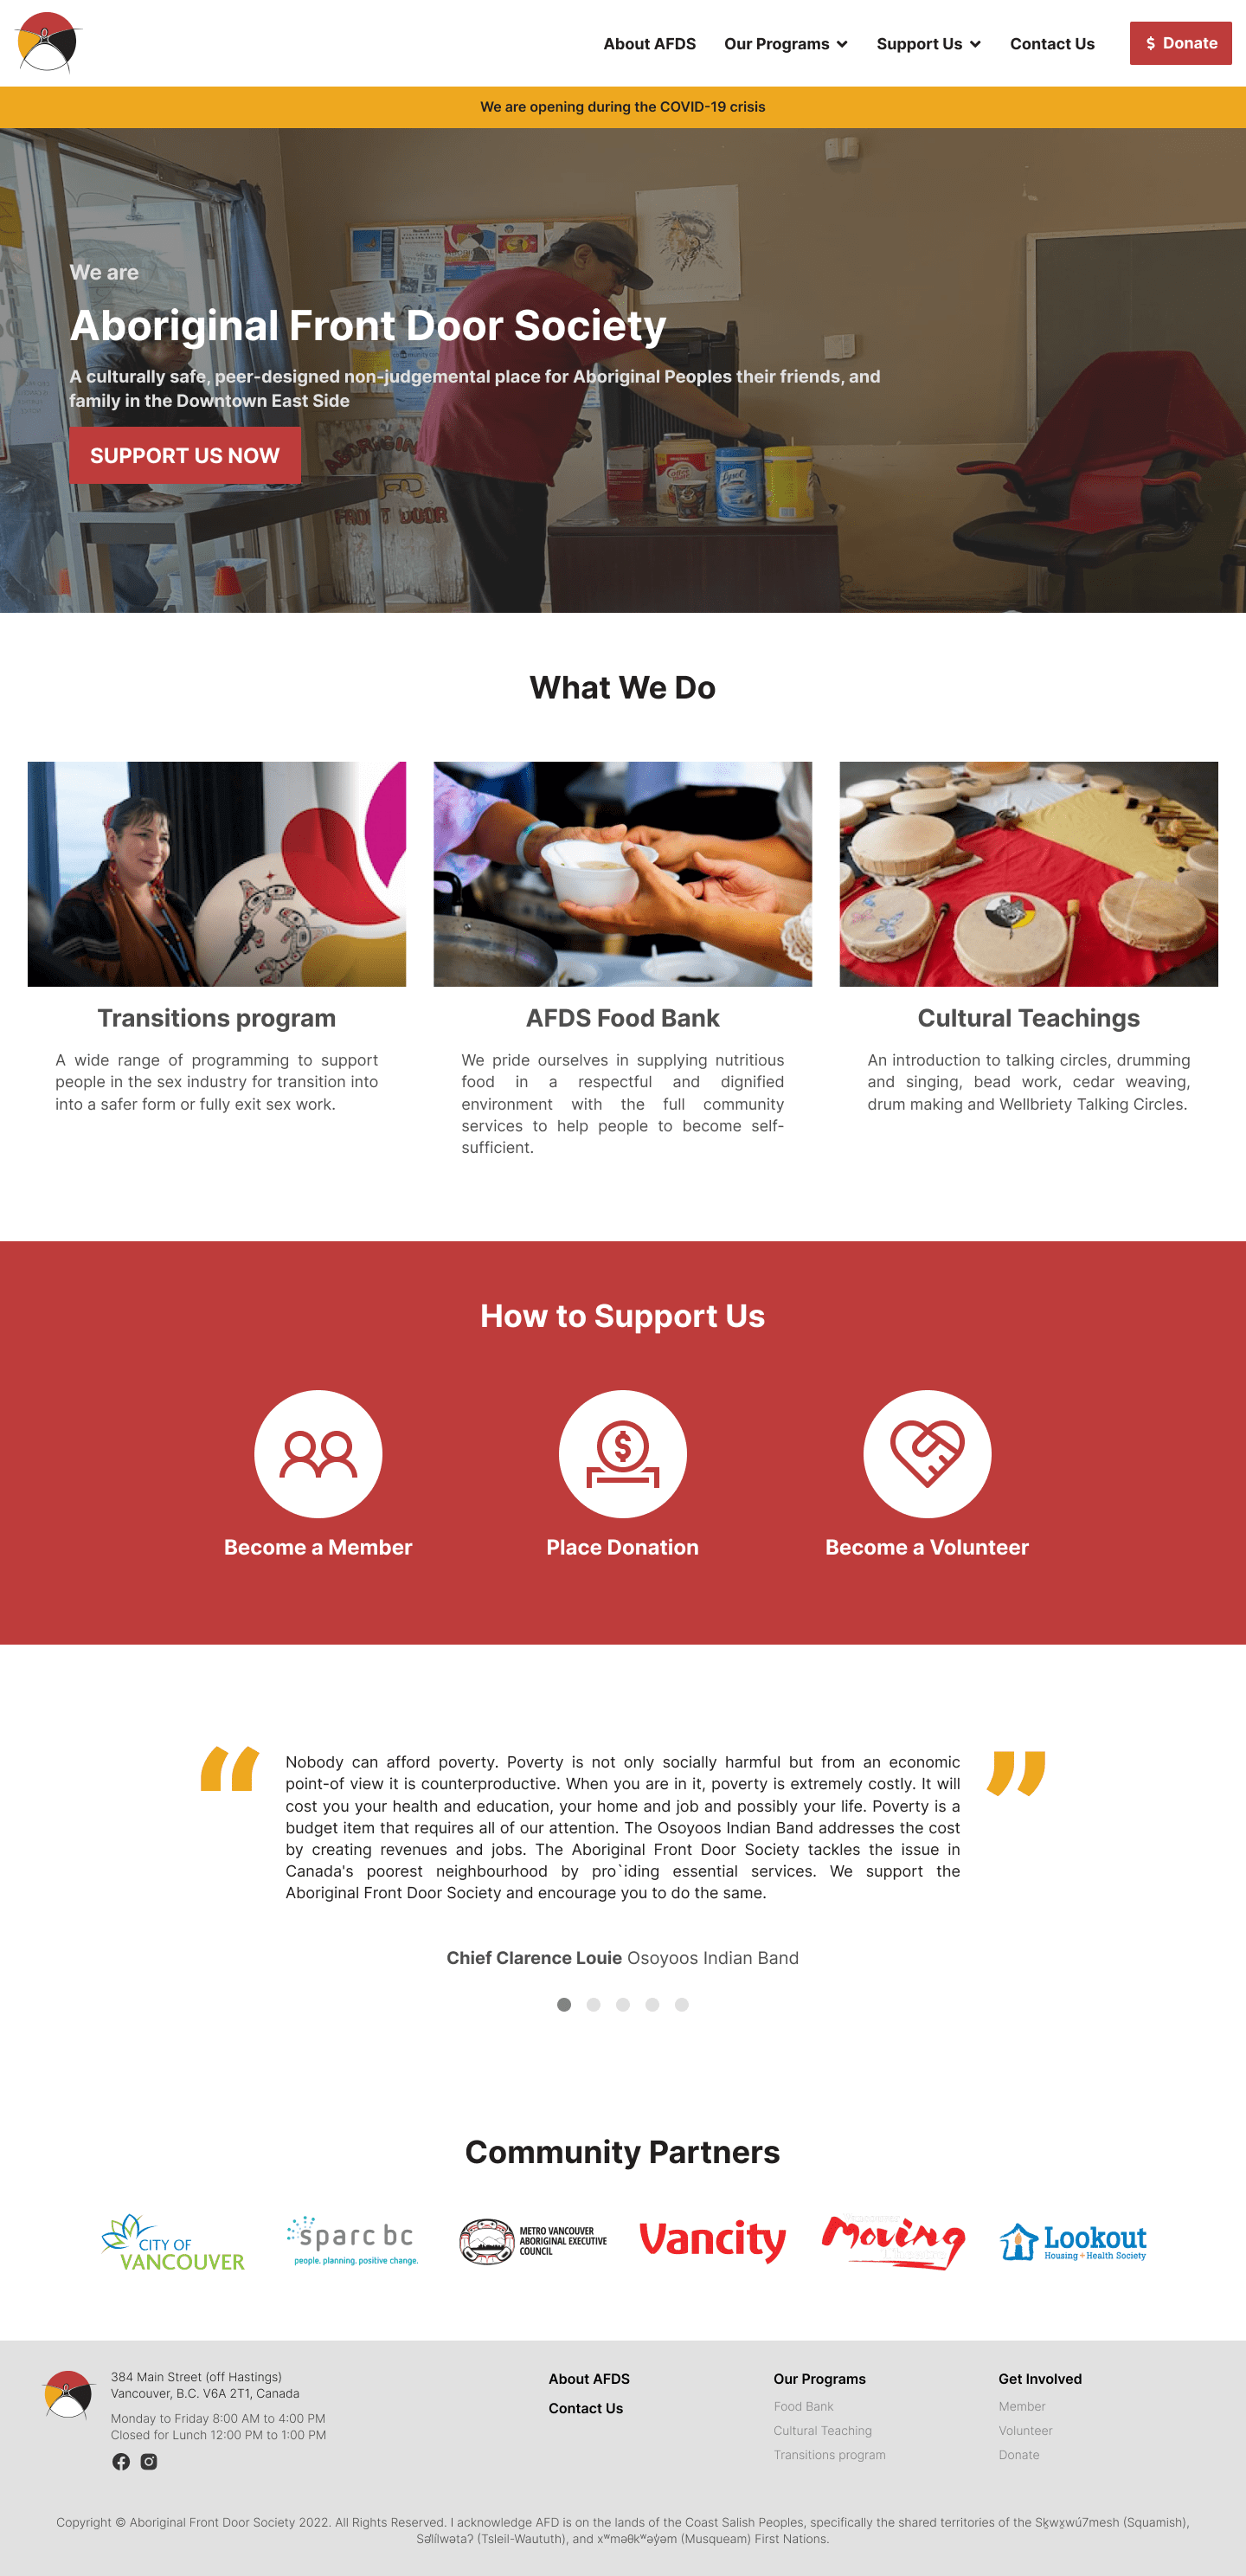 About AFDS Our Programs Support Us Contact Us $ Donate
We are opening during the COVID-19 crisis
We are
Aboriginal Front Door Society
A culturally safe, peer-designed non-judgemental place for Aboriginal Peoples their friends, and
family in the Downtown East Side
SUPPORT US NOW
ABORIGIN
FRONT DOOR
Lysol
What We Do
Transitions program
A wide range of programming to support
people in the sex industry for transition into
into a safer form or fully exit sex work.
AFDS Food Bank
We pride ourselves in supplying nutritious
food in a respectful and dignified
environment with the full community
services to help people to become self-
sufficient.
Cultural Teachings
An introduction to talking circles, drumming
and singing, bead work, cedar weaving,
drum making and Wellbriety Talking Circles.
How to Support Us
Become a Member
Place Donation
Become a Volunteer
“ Nobody can afford poverty. Poverty is not only socially harmful but from an economic ”
point-of view it is counterproductive. When you are in it, poverty is extremely costly. It will
cost you your health and education, your home and job and possibly your life. Poverty is a
budget item that requires all of our attention. The Osoyoos Indian Band addresses the cost
by creating revenues and jobs. The Aboriginal Front Door Society tackles the issue in
Canada's poorest neighbourhood by pro`iding essential services. We support the
Aboriginal Front Door Society and encourage you to do the same.
Chief Clarence Louie Osoyoos Indian Band
Community Partners
CITY OF
VANCOUVER
sparc bc
people. planning. positive change.
METRO VANCOUVER
ABORIGINAL EXECUTIVE
COUNCIL
Vancity
Moving
Lookout
Housing + Health Society
384 Main Street (off Hastings)
Vancouver, B.C. V6A 2T1, Canada
Monday to Friday 8:00 AM to 4:00 PM
Closed for Lunch 12:00 PM to 1:00 PM
About AFDS
Contact Us
Our Programs
Food Bank
Cultural Teaching
Transitions program
Get Involved
Member
Volunteer
Donate
Copyright © Aboriginal Front Door Society 2022. All Rights Reserved. I acknowledge AFD is on the lands of the Coast Salish Peoples, specifically the shared territories of the Sḵwx̱wú7mesh (Squamish),
Səl̓ílwətaʔ (Tsleil-Waututh), and xʷməθkʷəy̓əm (Musqueam) First Nations.